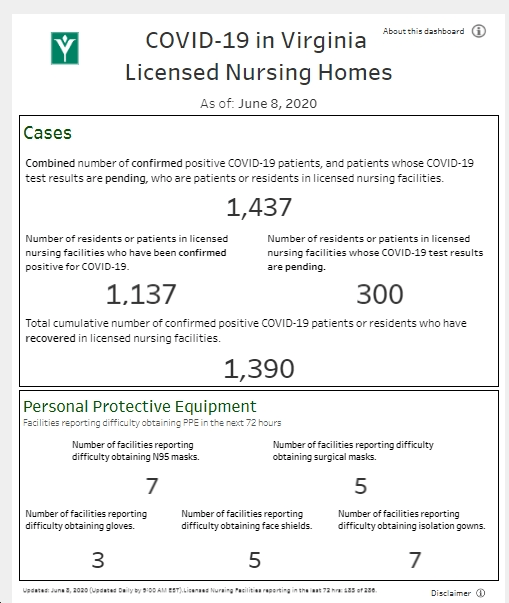 About this dashboard
COVID-19 in Virginia
Licensed Nursing Homes
As of: June 8, 2020
Cases
Combined number of confirmed positive COVID-19 patients, and patients whose COVID-19
test results are pending, who are patients or residents in licensed nursing facilities.
1,437
Number of residents or patients in licensed
nursing facilities who have been confirmed
positive for COVID-19.
1,137
Number of residents or patients in licensed
nursing facilities whose COVID-19 test results
are pending.
300
Total cumulative number of confirmed positive COVID-19 patients or residents who have
recovered in licensed nursing facilities.
1,390
Personal Protective Equipment
Facilities reporting difficulty obtaining PPE in the next 72 hours
Number of facilities reporting
difficulty obtaining N95 masks.
7
Number of facilities reporting difficulty
obtaining surgical masks.
5
Number of facilities reporting
difficulty obtaining gloves.
3
Number of facilities reporting
difficulty obtaining face shields.
5
Number of facilities reporting
difficulty obtaining isolation gowns.
7
Updated: June 8, 2020 (Updated Daily by 9:00 AM EST). Licensed Nursing Facilities reporting in the last 72 hrs: of
Disclaimer